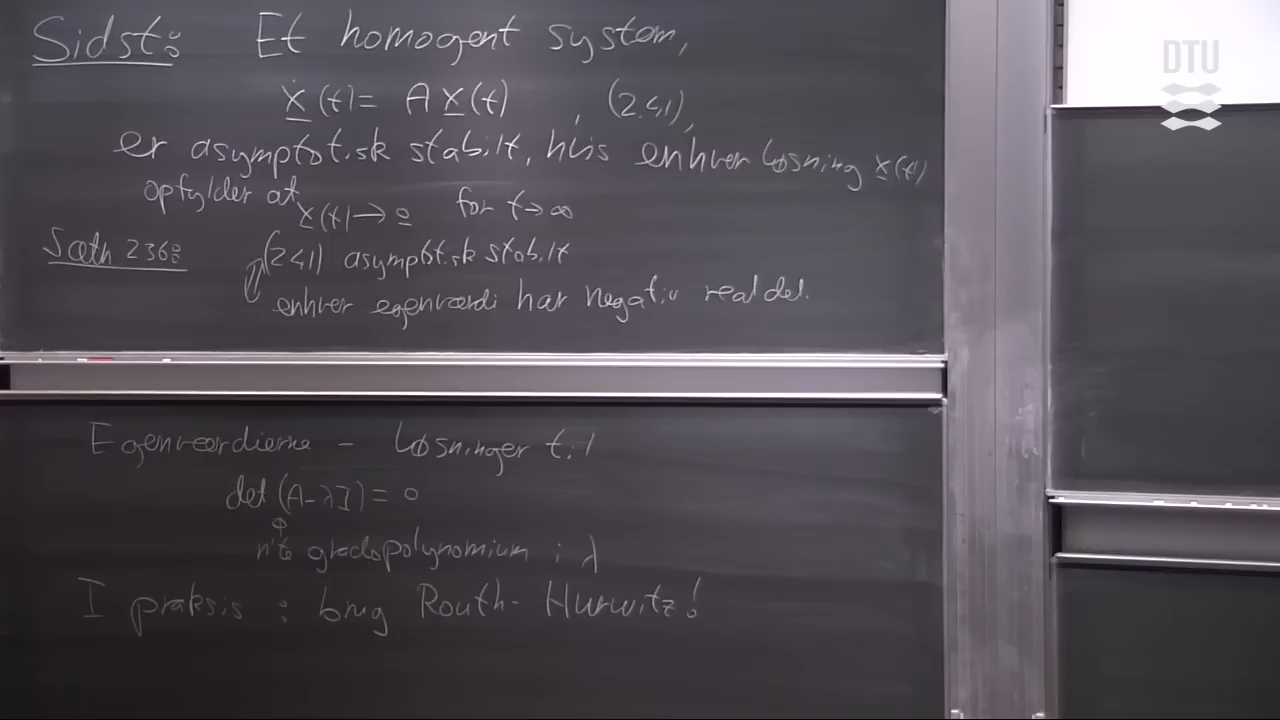 Sidst: Et homogent system,
ẋ(t) = A x(t) , (2.41),
er asymptotisk stabilt, hvis enhver løsning x(t)
opfylder at
x(t) → 0 for t → ∞
Sætn 2.36: (2.41) asymptotisk stabilt
⇕
enhver egenværdi har negativ realdel.
Egenværdierne - løsninger til
det(A-λI) = 0
↑
n'te gradspolynomium i λ
I praksis : brug Routh-Hurwitz!
DTU